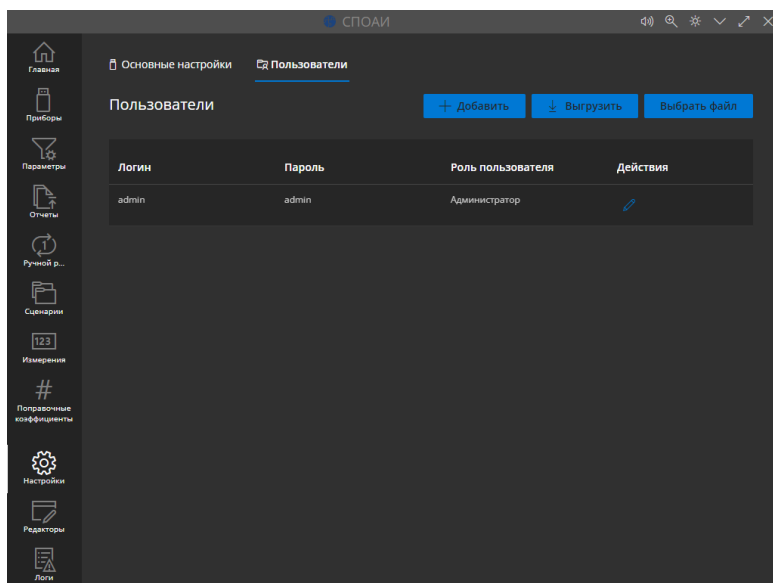 СПОАИ
Главная
Приборы
Параметры
Отчеты
Ручной р...
Сценарии
123
Измерения
#
Поправочные
коэффициенты
Настройки
Редакторы
Логи
Основные настройки
Пользователи
Пользователи
+ Добавить
Выгрузить
Выбрать файл
Логин Пароль Роль пользователя Действия
admin admin Администратор